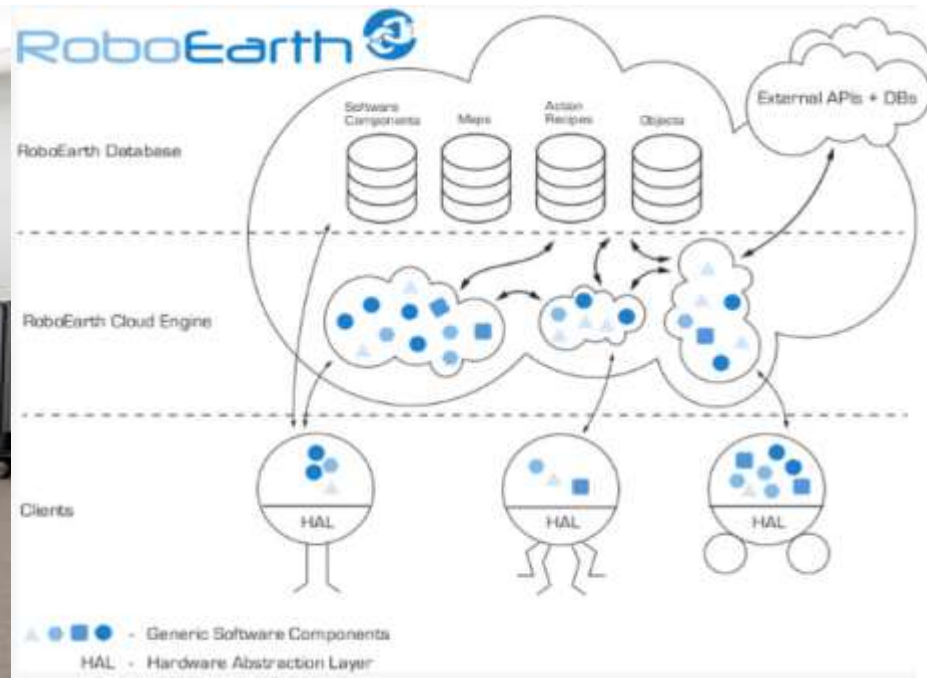 RoboEarth
External APIs + DBs
Software
Components
Maps
Action
Recipes
Objects
RoboEarth Database
RoboEarth Cloud Engine
Clients
HAL
HAL
HAL
- Generic Software Components
HAL - Hardware Abstraction Layer